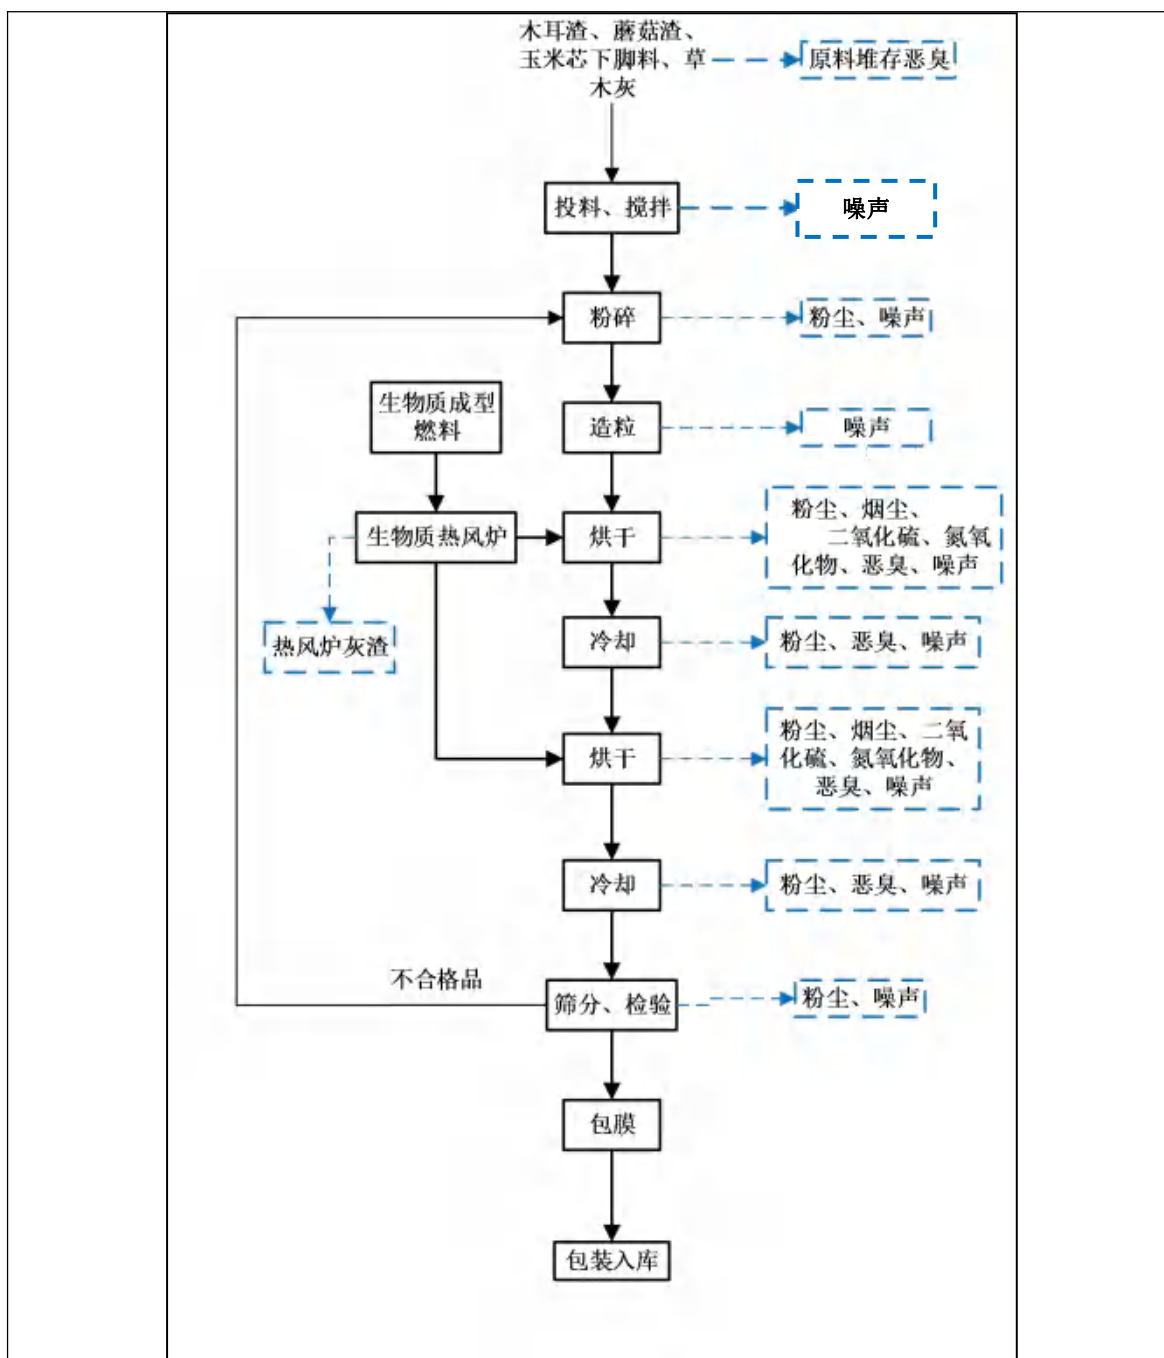 木耳渣、蘑菇渣、
玉米芯下脚料、草
木灰
原料堆存恶臭
投料、搅拌
噪声
粉碎
粉尘、噪声
生物质成型
燃料
造粒
噪声
生物质热风炉
烘干
粉尘、烟尘、
二氧化硫、氮氧
化物、恶臭、噪声
热风炉灰渣
冷却
粉尘、恶臭、噪声
烘干
粉尘、烟尘、二氧
化硫、氮氧化物、
恶臭、噪声
冷却
粉尘、恶臭、噪声
不合格品
筛分、检验
粉尘、噪声
包膜
包装入库